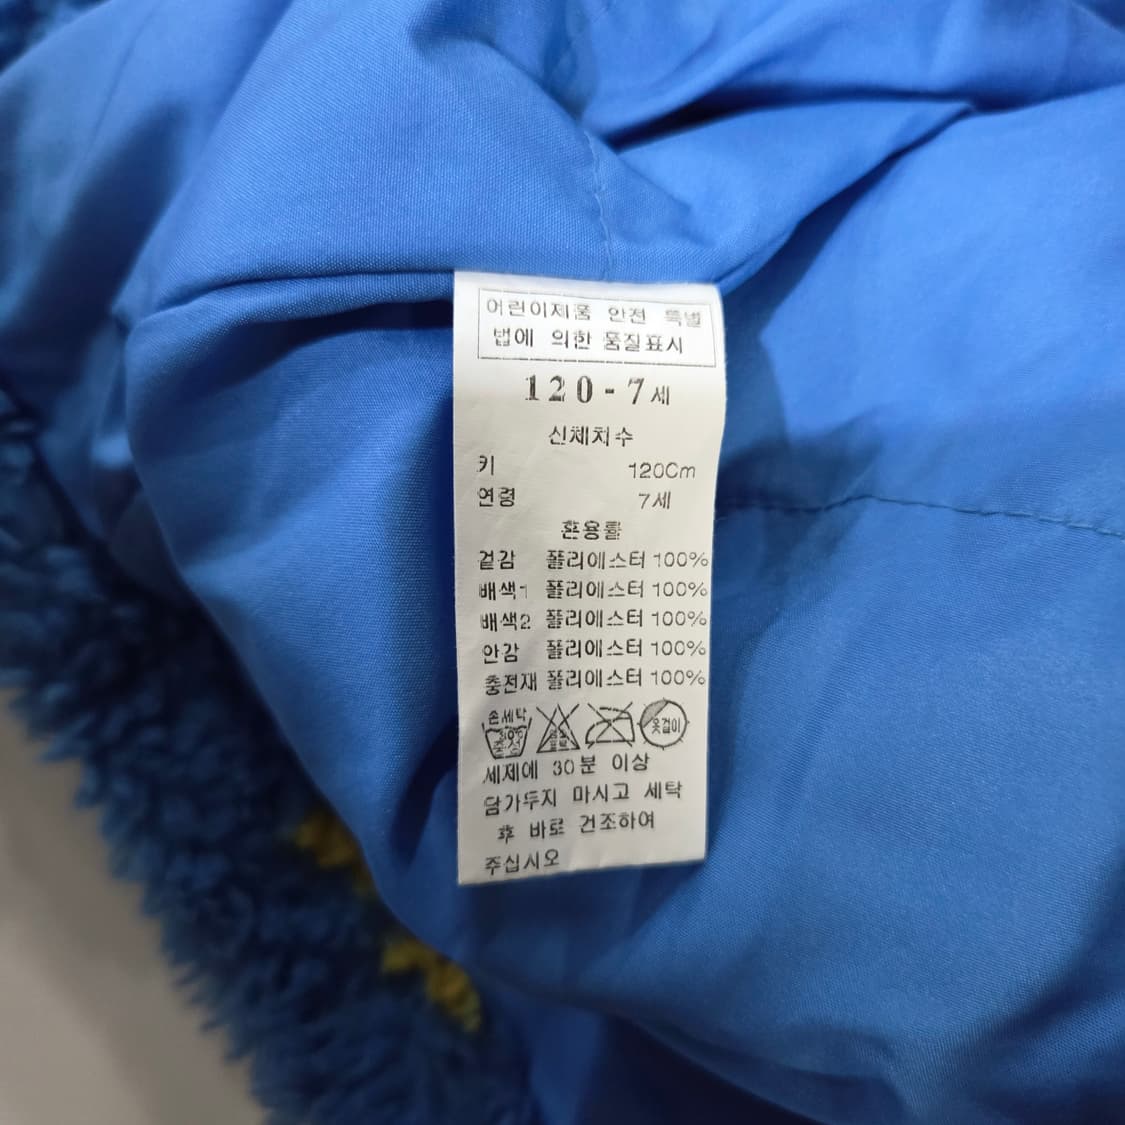 어린이제품 안전 특별
법에 의한 품질표시
120-7세
신체치수
키 120Cm
연령 7세
혼용률
겉감 폴리에스터 100%
배색1 폴리에스터 100%
배색2 폴리에스터 100%
안감 폴리에스터 100%
충전재 폴리에스터 100%
손세탁
30℃
중성
옷걸이
세제에 30분 이상
담가두지 마시고 세탁
후 바로 건조하여
주십시오